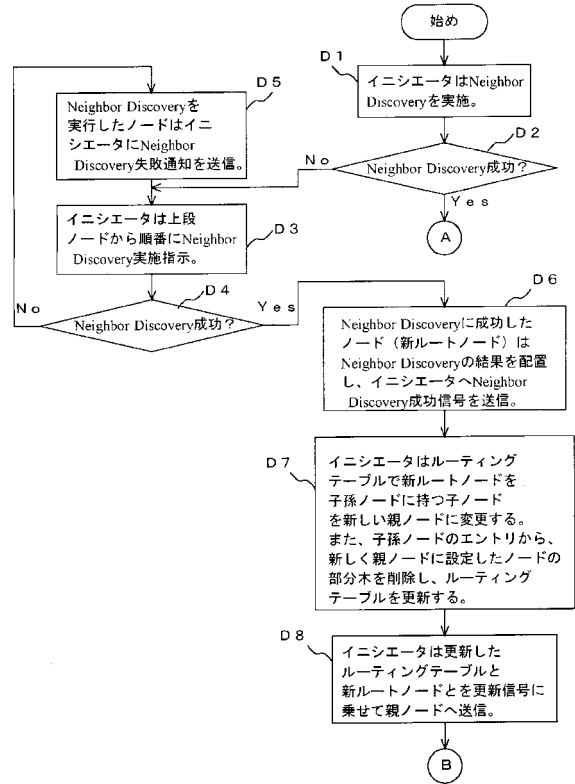 始め
D1
イニシエータはNeighbor
Discoveryを実施。
D2
Neighbor Discovery成功？
No
Yes
A
D5
Neighbor Discoveryを
実行したノードはイニ
シエータにNeighbor
Discovery失敗通知を送信。
イニシエータは上段
ノードから順番にNeighbor
Discovery実施指示。
D3
D4
Neighbor Discovery成功？
No
Yes
D6
Neighbor Discoveryに成功した
ノード（新ルートノード）は
Neighbor Discoveryの結果を配置
し、イニシエータへNeighbor
Discovery成功信号を送信。
D7
イニシエータはルーティング
テーブルで新ルートノードを
子孫ノードに持つ子ノード
を新しい親ノードに変更する。
また、子孫ノードのエントリから、
新しく親ノードに設定したノードの
部分木を削除し、ルーティング
テーブルを更新する。
D8
イニシエータは更新した
ルーティングテーブルと
新ルートノードとを更新信号に
乗せて親ノードへ送信。
B